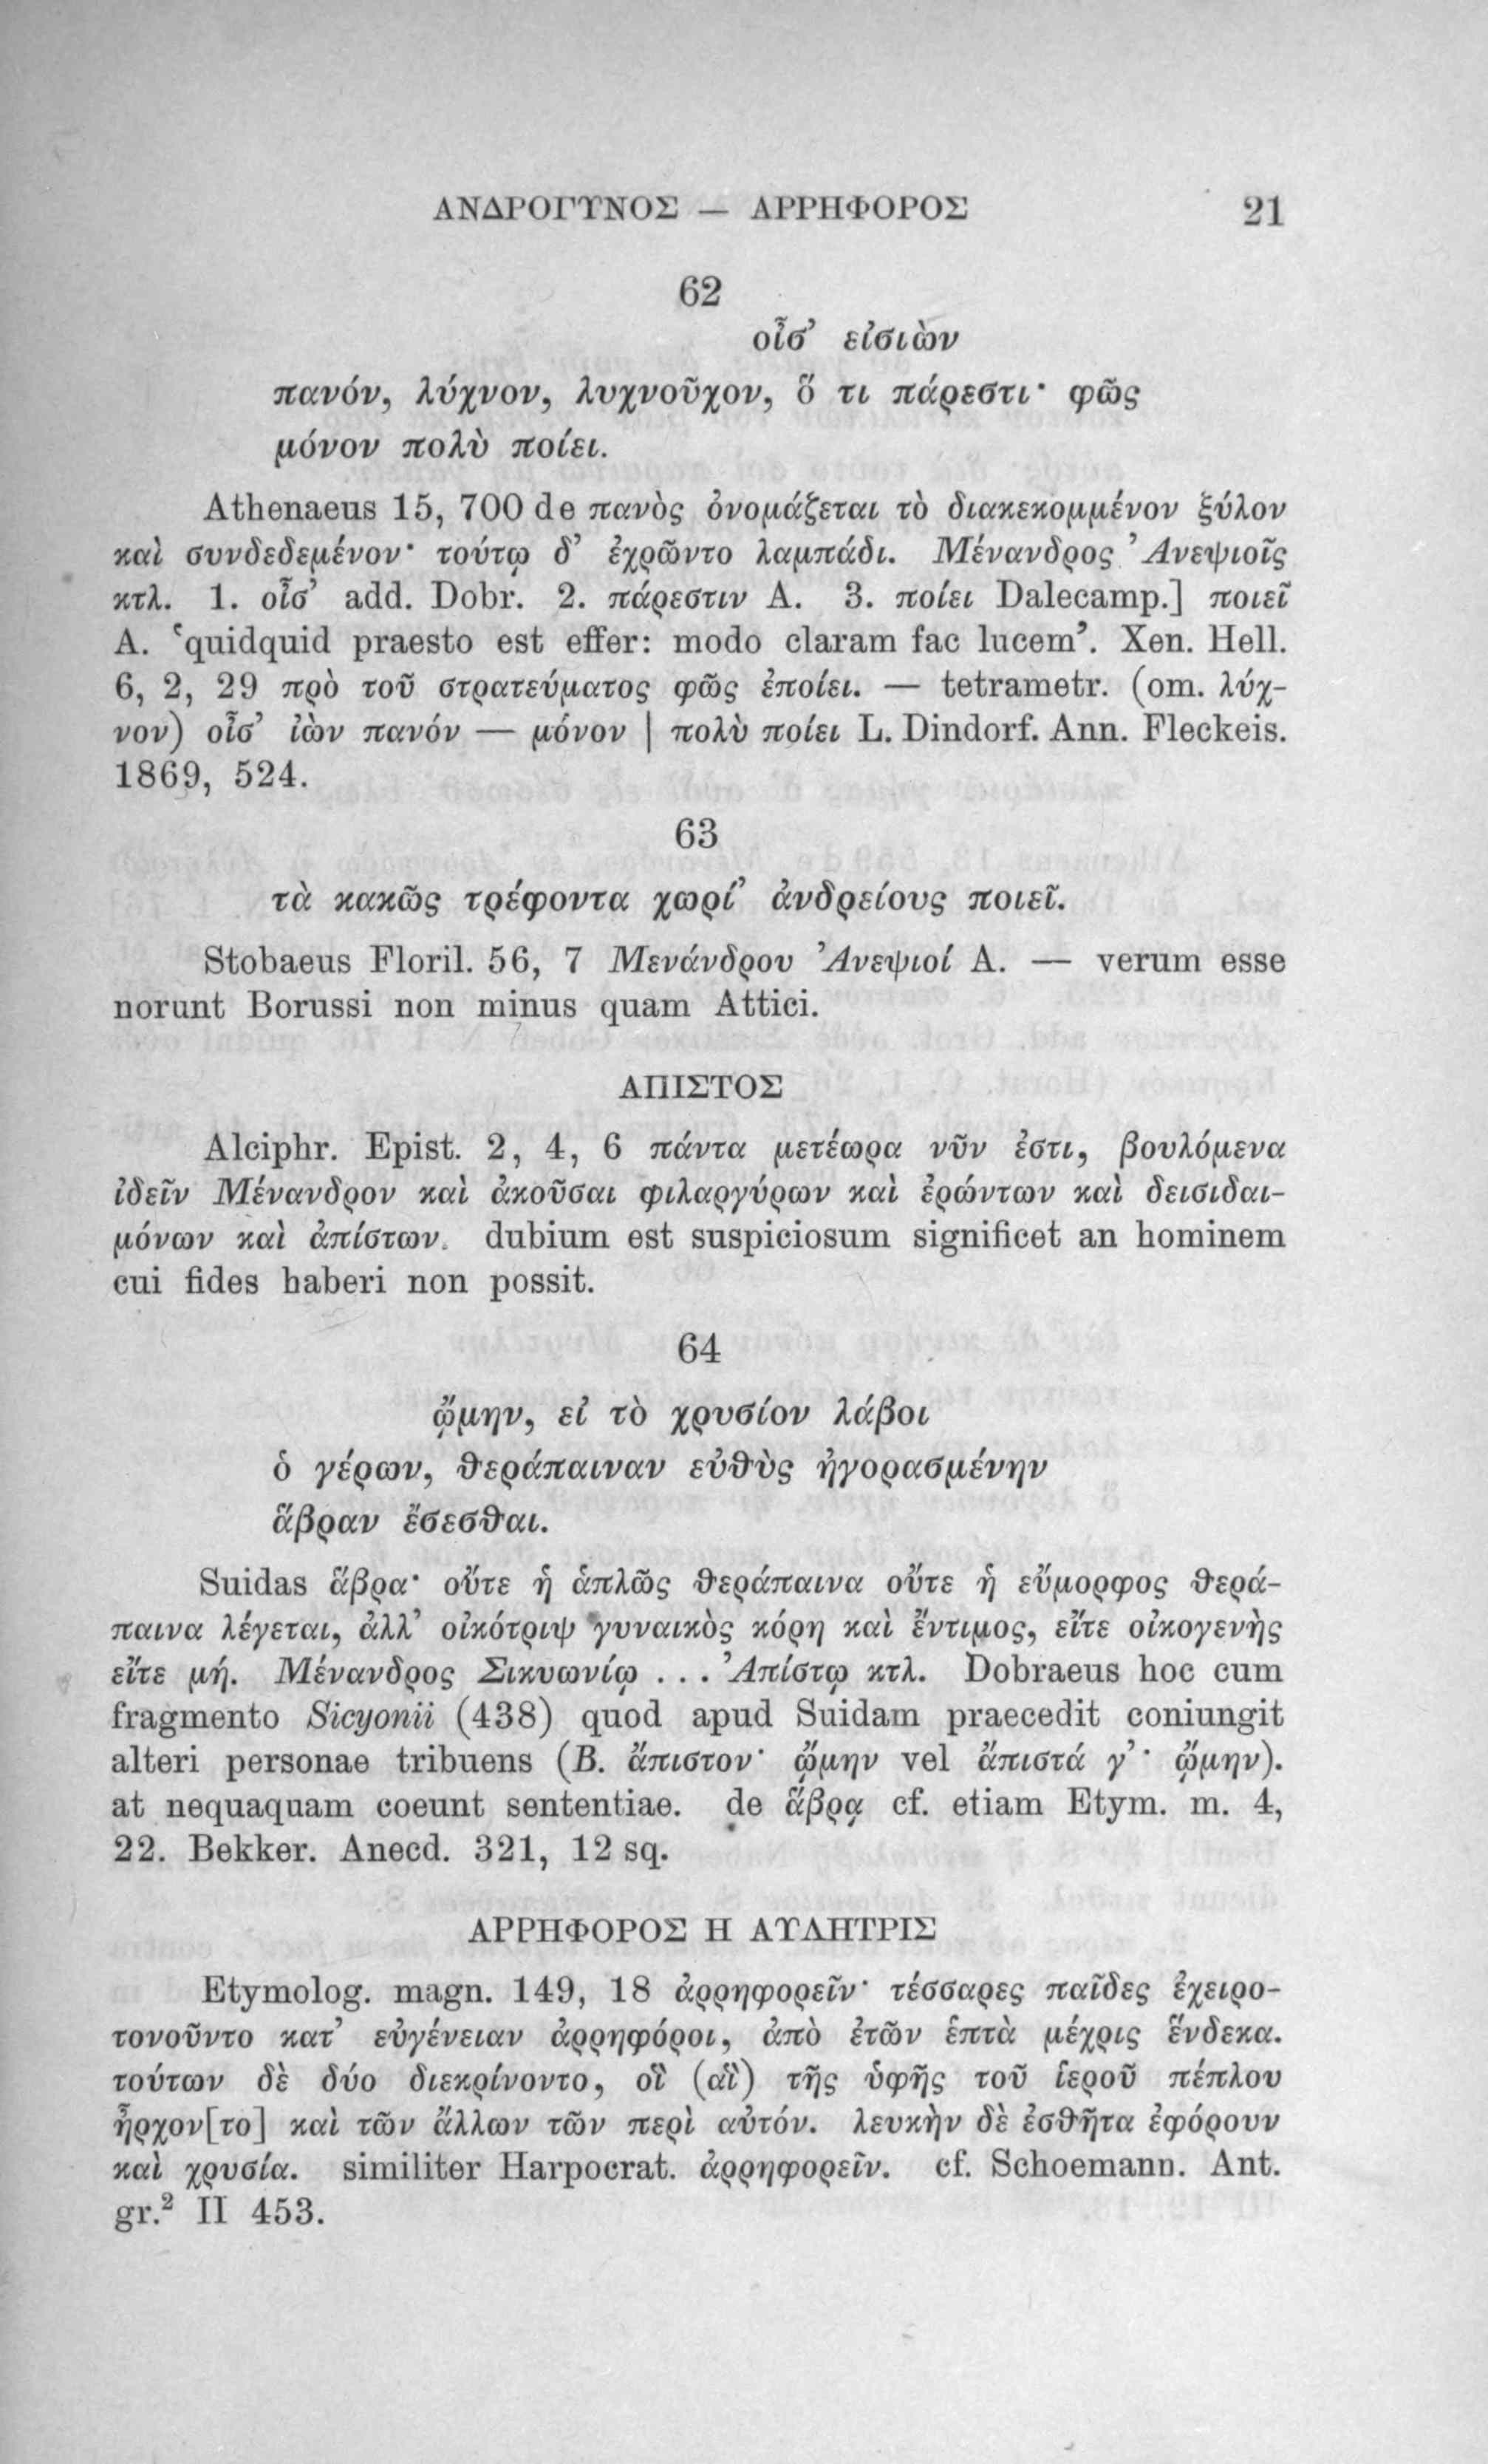 ΑΝΔΡΟΓΥΝΟΣ — ΑΡΡΗΦΟΡΟΣ 21
62
οἶσ’ εἰσιὼν
πανόν, λύχνον, λυχνοῦχον, ὅ τι πάρεστι· φῶς
μόνον πολὺ ποίει.
Athenaeus 15, 700 de πανὸς ὀνομάζεται τὸ διακεκομμένον ξύλον
καὶ συνδεδεμένον· τούτῳ δ’ ἐχρῶντο λαμπάδι. Μένανδρος Ἀνεψιοῖς
κτλ. 1. οἶσ’ add. Dobr. 2. πάρεστιν A. 3. ποίει Dalecamp.] ποιεῖ
A. ‘quidquid praesto est effer: modo claram fac lucem’. Xen. Hell.
6, 2, 29 πρὸ τοῦ στρατεύματος φῶς ἐποίει. — tetrametr. (om. λύχ-
νον) οἶσ’ ἰὼν πανόν — μόνον | πολὺ ποίει L. Dindorf. Ann. Fleckeis.
1869, 524.
63
τὰ κακῶς τρέφοντα χωρί’ ἀνδρείους ποιεῖ.
Stobaeus Floril. 56, 7 Μενάνδρου Ἀνεψιοί A. — verum esse
norunt Borussi non minus quam Attici.
ΑΠΙΣΤΟΣ
Alciphr. Epist. 2, 4, 6 πάντα μετέωρα νῦν ἐστι, βουλόμενα
ἰδεῖν Μένανδρον καὶ ἀκοῦσαι φιλαργύρων καὶ ἐρώντων καὶ δεισιδαι-
μόνων καὶ ἀπίστων. dubium est suspiciosum significet an hominem
cui fides haberi non possit.
64
ᾤμην, εἰ τὸ χρυσίον λάβοι
ὁ γέρων, θεράπαιναν εὐθὺς ἠγορασμένην
ἅβραν ἔσεσθαι.
Suidas ἅβρα· οὔτε ἡ ἁπλῶς θεράπαινα οὔτε ἡ εὔμορφος θερά-
παινα λέγεται, ἀλλ’ οἰκότριψ γυναικὸς κόρη καὶ ἔντιμος, εἴτε οἰκογενὴς
εἴτε μή. Μένανδρος Σικυωνίῳ . . . Ἀπίστῳ κτλ. Dobraeus hoc cum
fragmento Sicyonii (438) quod apud Suidam praecedit coniungit
alteri personae tribuens (B. ἄπιστον· ᾤμην vel ἄπιστά γ’· ᾤμην).
at nequaquam coeunt sententiae. de ἅβρᾳ cf. etiam Etym. m. 4,
22. Bekker. Anecd. 321, 12 sq.
ΑΡΡΗΦΟΡΟΣ Η ΑΥΛΗΤΡΙΣ
Etymolog. magn. 149, 18 ἀρρηφορεῖν· τέσσαρες παῖδες ἐχειρο-
τονοῦντο κατ’ εὐγένειαν ἀρρηφόροι, ἀπὸ ἐτῶν ἑπτὰ μέχρις ἕνδεκα.
τούτων δὲ δύο διεκρίνοντο, οἳ (αἳ) τῆς ὑφῆς τοῦ ἱεροῦ πέπλου
ἦρχον[το] καὶ τῶν ἄλλων τῶν περὶ αὐτόν. λευκὴν δὲ ἐσθῆτα ἐφόρουν
καὶ χρυσία. similiter Harpocrat. ἀρρηφορεῖν. cf. Schoemann. Ant.
gr.² II 453.